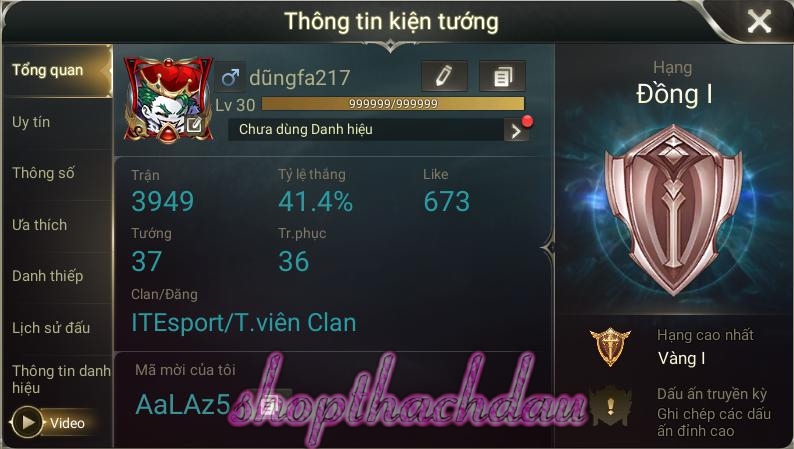 Thông tin kiện tướng
Tổng quan
Uy tín
Thông số
Ưa thích
Danh thiếp
Lịch sử đấu
Thông tin danh
hiệu
Video
dũngfa217
Lv 30
999999/999999
Chưa dùng Danh hiệu
Trận
Tỷ lệ thắng
Like
3949
41.4%
673
Tướng
Tr.phục
37
36
Clan/Đăng
ITEsport/T.viên Clan
Mã mời của tôi
AaLAz5
shopthachdau
Hạng
Đồng I
Hạng cao nhất
Vàng I
Dấu ấn truyền kỳ
Ghi chép các dấu
ấn đỉnh cao